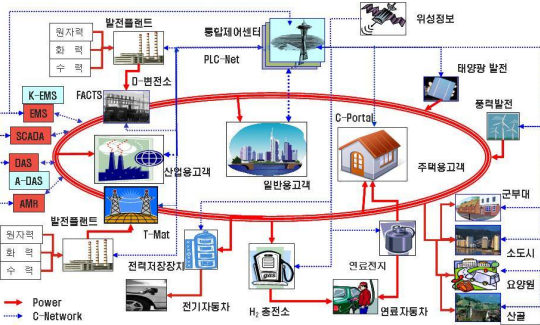 발전플랜트
원자력
화 력
수 력
통합제어센터
PLC-Net
위성정보
D-변전소
FACTS
태양광 발전
K-EMS
EMS
SCADA
DAS
A-DAS
AMR
풍력발전
C-Portal
산업용고객
일반용고객
주택용고객
발전플랜트
원자력
화 력
수 력
T-Mat
전력저장장치
전기자동차
H₂ 충전소
연료전지
연료자동차
군부대
소도시
요양원
산골
Power
C-Network